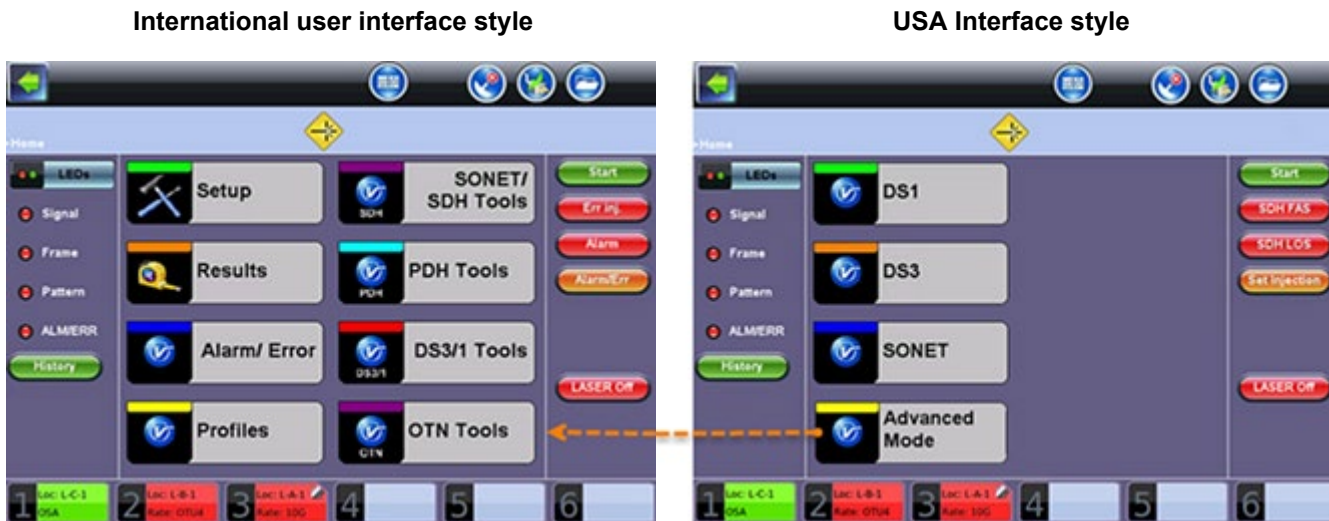 International user interface style
USA Interface style
Home
LEDs
Signal
Frame
Pattern
ALM/ERR
History
Setup
SONET/
SDH Tools
SDH
Results
PDH Tools
PDH
Alarm/ Error
DS3/1 Tools
DS3/1
Profiles
OTN Tools
OTN
Start
Err inj.
Alarm
Alarm/Err
LASER Off
1
Loc: L-C-1
OSA
2
Loc: L-B-1
Rate: OTU4
3
Loc: L-A-1
Rate: 10G
4
5
6
Home
LEDs
Signal
Frame
Pattern
ALM/ERR
History
DS1
DS3
SONET
Advanced
Mode
Start
SDH FAS
SDH LOS
Set Injection
LASER Off
1
Loc: L-C-1
OSA
2
Loc: L-B-1
Rate: OTU4
3
Loc: L-A-1
Rate: 10G
4
5
6